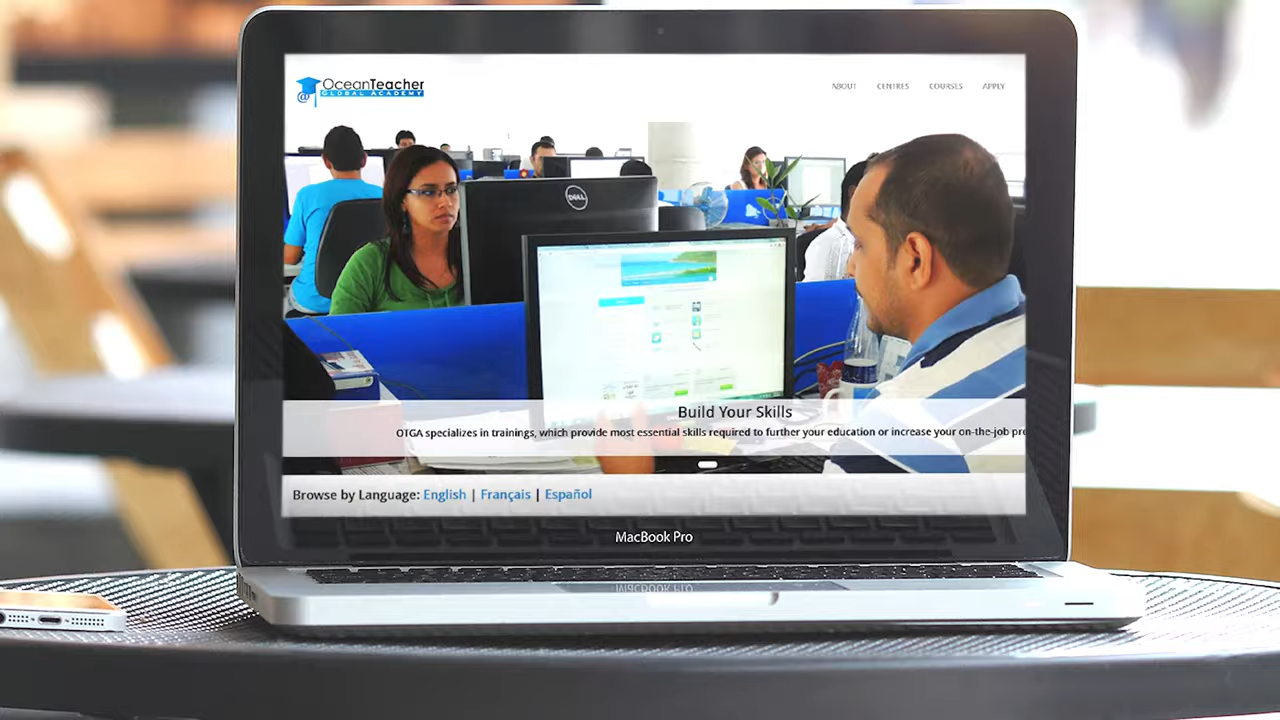 OceanTeacher
GLOBAL ACADEMY
@
ABOUT CENTRES COURSES APPLY
DELL
Build Your Skills
OTGA specializes in trainings, which provide most essential skills required to further your education or increase your on-the-job pr
Browse by Language: English | Français | Español
MacBook Pro